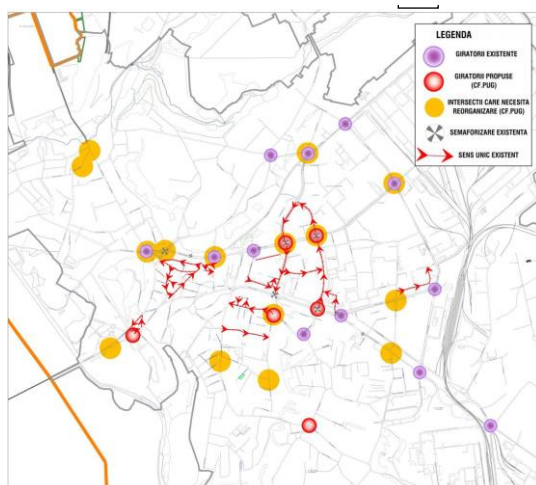 LEGENDA
GIRATORII EXISTENTE
GIRATORII PROPUSE
(CF.PUG)
INTERSECTII CARE NECESITA
REORGANIZARE (CF.PUG)
SEMAFORIZARE EXISTENTA
SENS UNIC EXISTENT